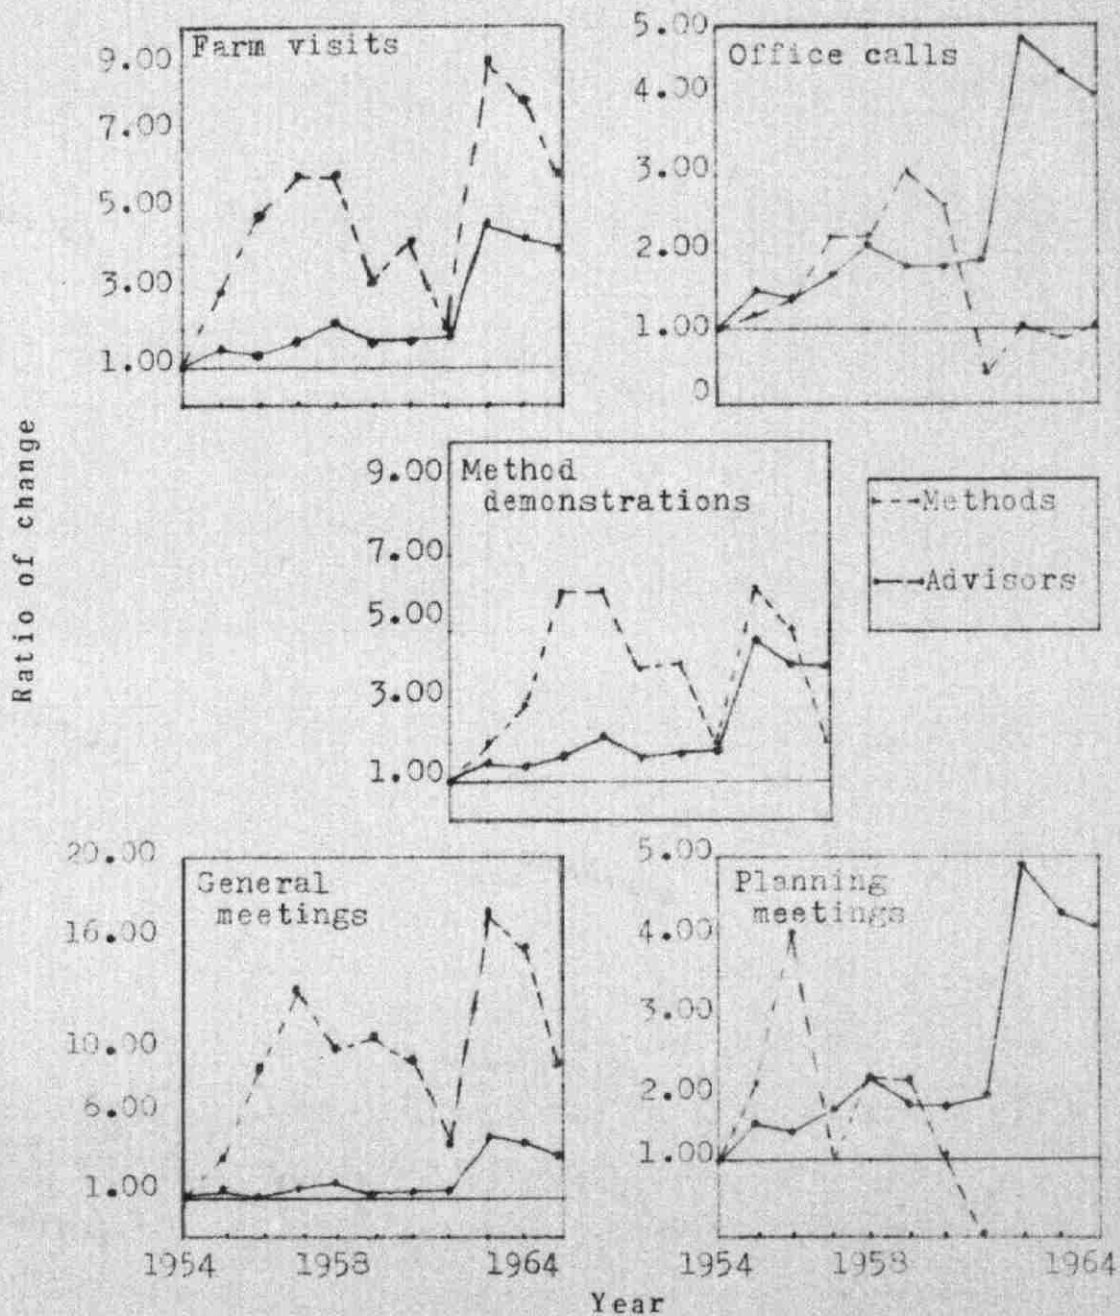 Ratio of change
Farm visits
9.00
7.00
5.00
3.00
1.00
Office calls
5.00
4.00
3.00
2.00
1.00
0
Method
demonstrations
9.00
7.00
5.00
3.00
1.00
Methods
Advisors
General
meetings
20.00
16.00
10.00
6.00
1.00
1954
1958
1964
Planning
meetings
5.00
4.00
3.00
2.00
1.00
1954
1958
1964
Year